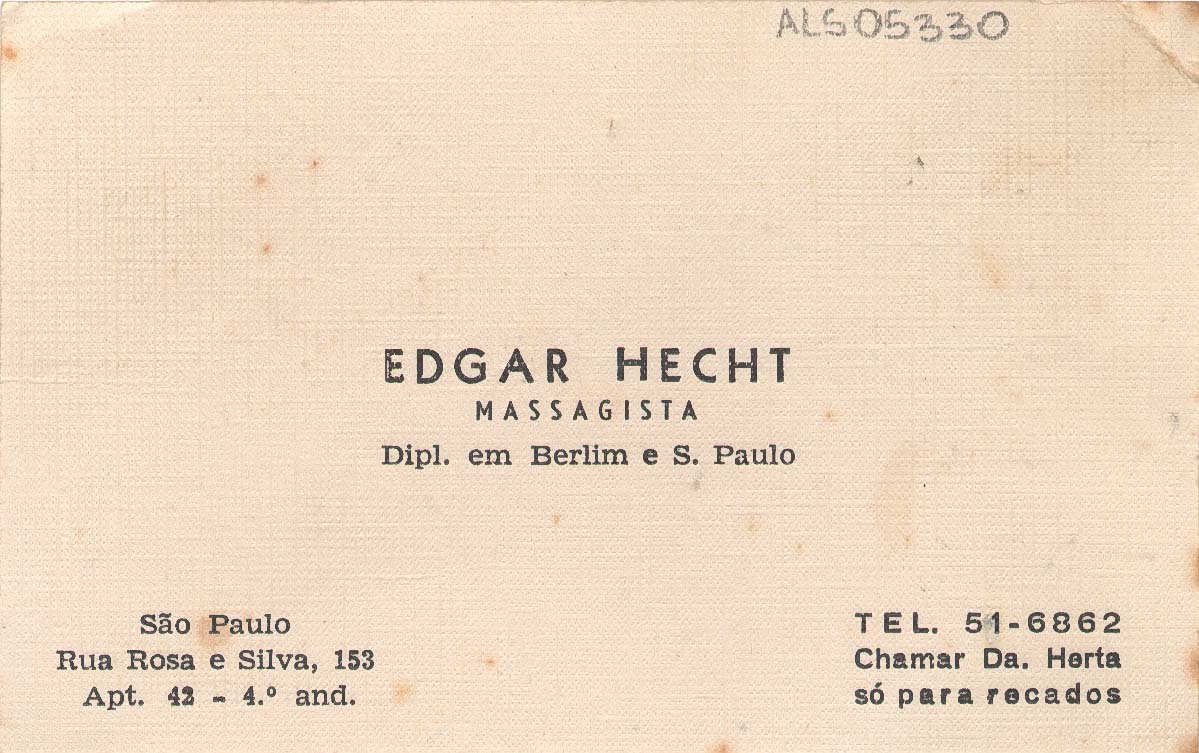 ALS05330
EDGAR HECHT
MASSAGISTA
Dipl. em Berlim e S. Paulo
São Paulo
Rua Rosa e Silva, 153
Apt. 42 - 4.º and.
TEL. 51-6862
Chamar Da. Herta
só para recados